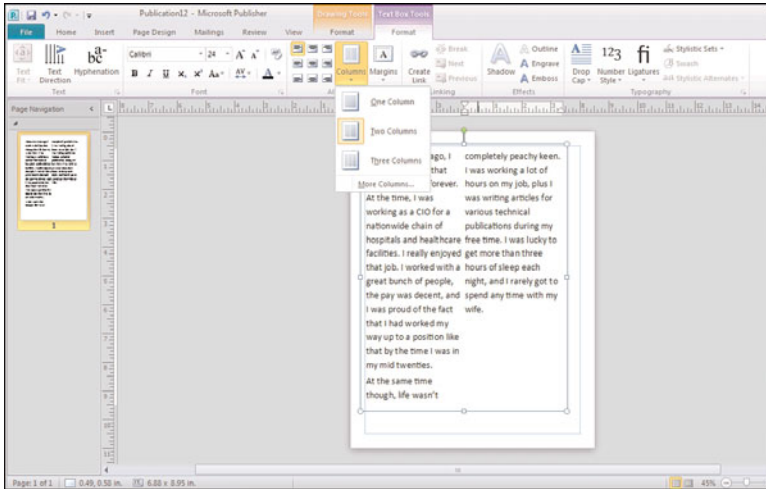 Publication12 - Microsoft Publisher
Drawing Tools
Text Box Tools
File
Home
Insert
Page Design
Mailings
Review
View
Format
Format
Text Fit
Text Direction
Hyphenation
Text
Calibri
24
B I U x₂ x² Aa
AV
A
Font
Columns
Margins
Create Link
Break
Next
Previous
Linking
Shadow
Outline
Engrave
Emboss
Effects
Drop Cap
Number Style
Ligatures
Stylistic Sets
Swash
Stylistic Alternates
Typography
Page Navigation
1
One Column
Two Columns
Three Columns
More Columns...
ago, I
that
forever.
At the time, I was
working as a CIO for a
nationwide chain of
hospitals and healthcare
facilities. I really enjoyed
that job. I worked with a
great bunch of people,
the pay was decent, and
I was proud of the fact
that I had worked my
way up to a position like
that by the time I was in
my mid twenties.
At the same time
though, life wasn't
completely peachy keen.
I was working a lot of
hours on my job, plus I
was writing articles for
various technical
publications during my
free time. I was lucky to
get more than three
hours of sleep each
night, and I rarely got to
spend any time with my
wife.
Page: 1 of 1
0.49, 0.58 in.
6.88 x 8.95 in.
45%